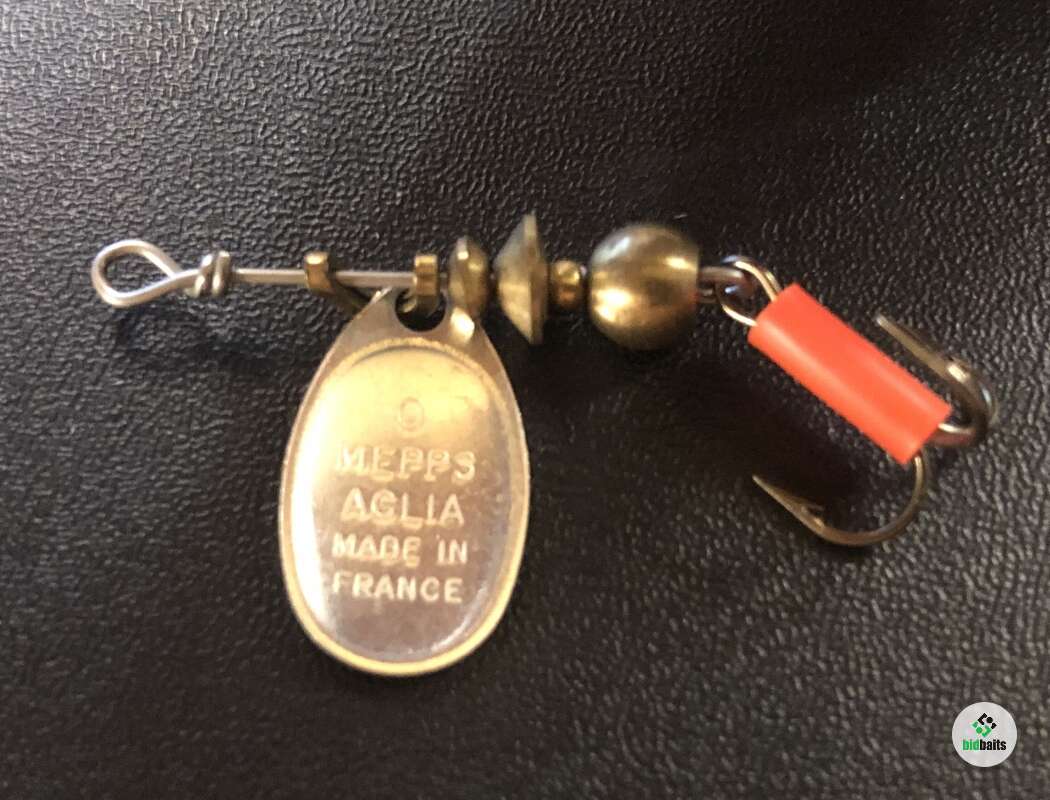 0
MEPPS
AGLIA
MADE IN
FRANCE
bidbaits